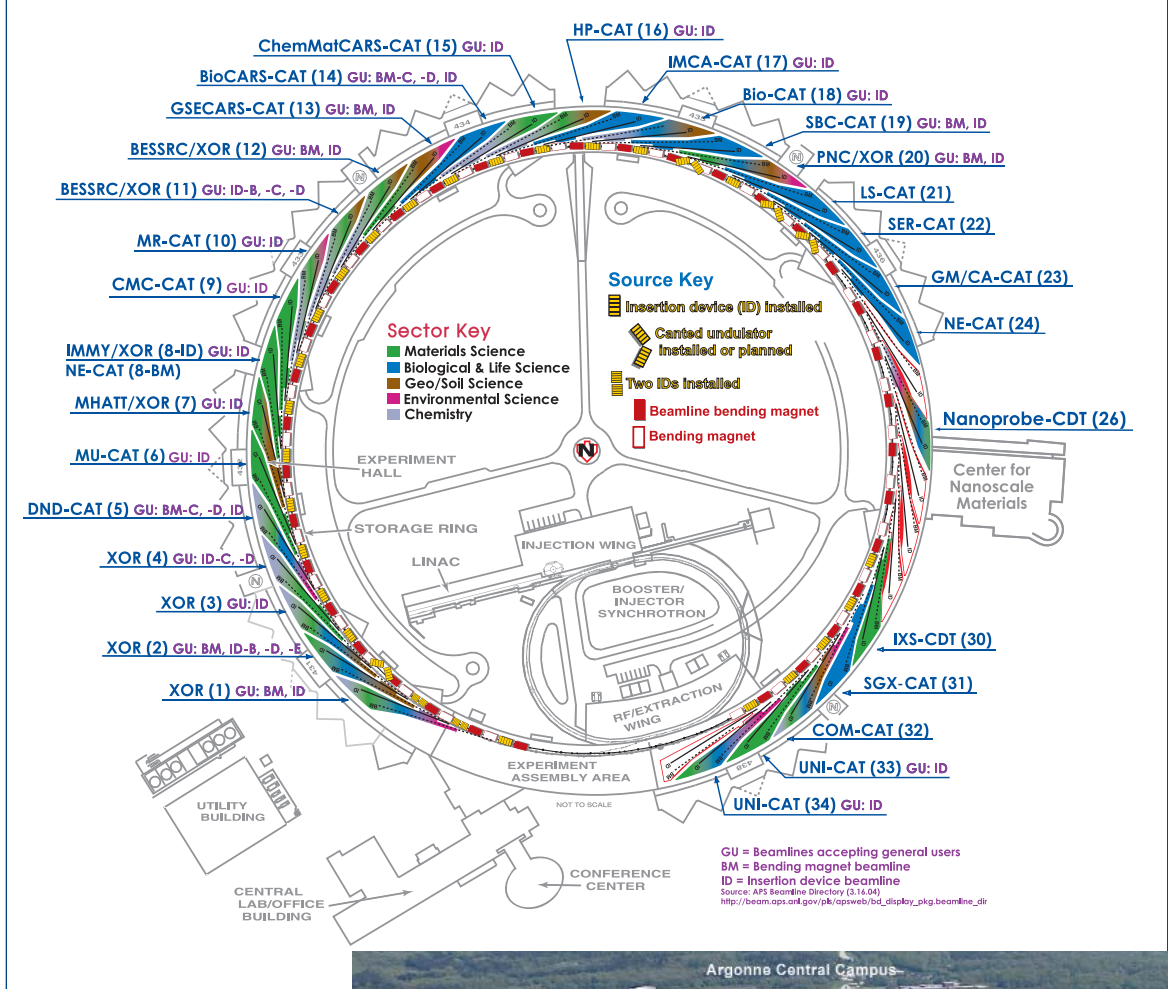 HP-CAT (16) GU: ID
ChemMatCARS-CAT (15) GU: ID
IMCA-CAT (17) GU: ID
BioCARS-CAT (14) GU: BM-C, -D, ID
Bio-CAT (18) GU: ID
GSECARS-CAT (13) GU: BM, ID
SBC-CAT (19) GU: BM, ID
BESSRC/XOR (12) GU: BM, ID
PNC/XOR (20) GU: BM, ID
BESSRC/XOR (11) GU: ID-B, -C, -D
LS-CAT (21)
SER-CAT (22)
MR-CAT (10) GU: ID
GM/CA-CAT (23)
CMC-CAT (9) GU: ID
NE-CAT (24)
IMMY/XOR (8-ID) GU: ID
NE-CAT (8-BM)
MHATT/XOR (7) GU: ID
Nanoprobe-CDT (26)
MU-CAT (6) GU: ID
DND-CAT (5) GU: BM-C, -D, ID
XOR (4) GU: ID-C, -D
XOR (3) GU: ID
XOR (2) GU: BM, ID-B, -D, -E
XOR (1) GU: BM, ID
IXS-CDT (30)
SGX-CAT (31)
COM-CAT (32)
UNI-CAT (33) GU: ID
UNI-CAT (34) GU: ID
434
435
436
433
432
431
438
N
Source Key
Insertion device (ID) installed
Canted undulator
installed or planned
Two IDs installed
Beamline bending magnet
Bending magnet
Sector Key
Materials Science
Biological & Life Science
Geo/Soil Science
Environmental Science
Chemistry
EXPERIMENT
HALL
STORAGE RING
LINAC
INJECTION WING
BOOSTER/
INJECTOR
SYNCHROTRON
RF/EXTRACTION
WING
Center for
Nanoscale
Materials
EXPERIMENT
ASSEMBLY AREA
NOT TO SCALE
UTILITY
BUILDING
CENTRAL
LAB/OFFICE
BUILDING
CONFERENCE
CENTER
GU = Beamlines accepting general users
BM = Bending magnet beamline
ID = Insertion device beamline
Source: APS Beamline Directory (3.16.04)
http://beam.aps.anl.gov/pls/apsweb/bd_display_pkg.beamline_dir
Argonne Central Campus